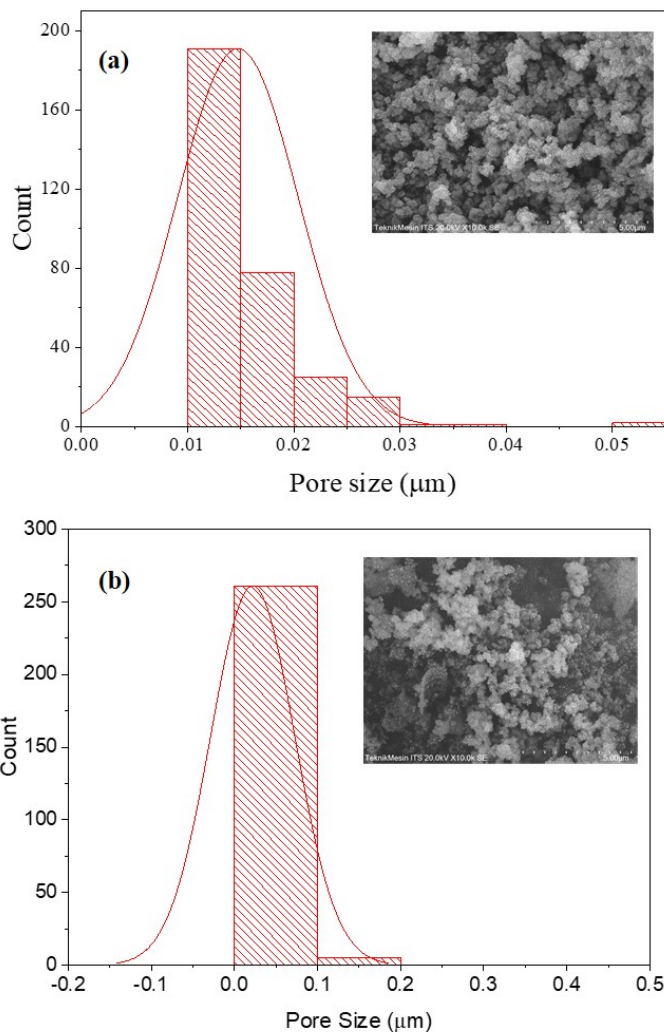 (a)
200
160
120
80
40
0
Count
0.00 0.01 0.02 0.03 0.04 0.05
Pore size (μm)
TeknikMesin ITS 20.0kV X10.0k SE 5.00μm
(b)
300
250
200
150
100
50
0
Count
-0.2 -0.1 0.0 0.1 0.2 0.3 0.4 0.5
Pore Size (μm)
TeknikMesin ITS 20.0kV X10.0k SE 5.00μm